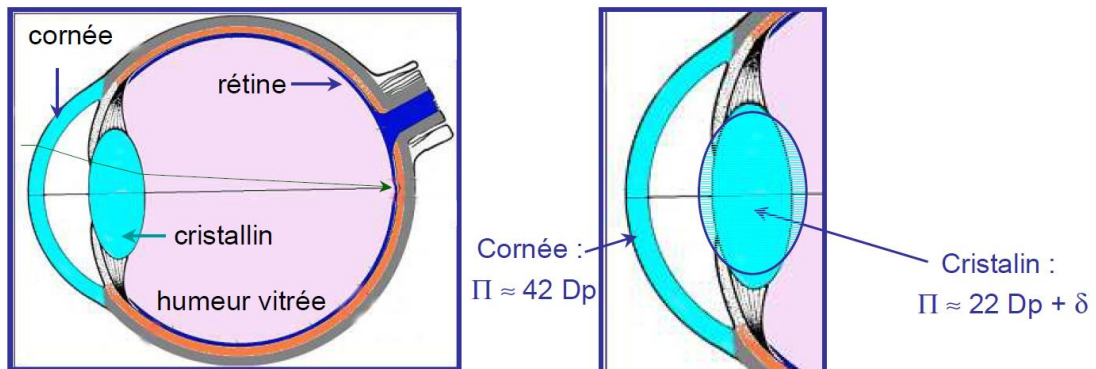 cornée
rétine
cristallin
humeur vitrée
Cornée :
Π ≈ 42 Dp
Cristalin :
Π ≈ 22 Dp + δ